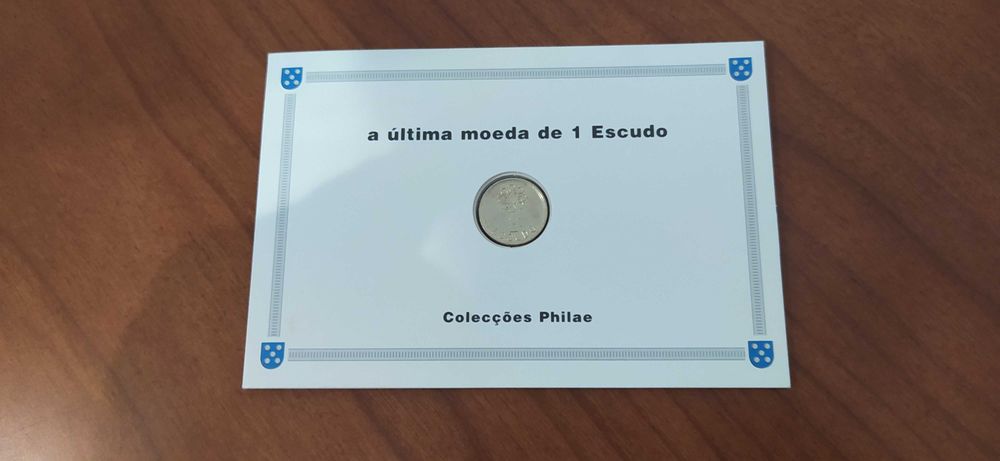 a última moeda de 1 Escudo
Colecções Philae